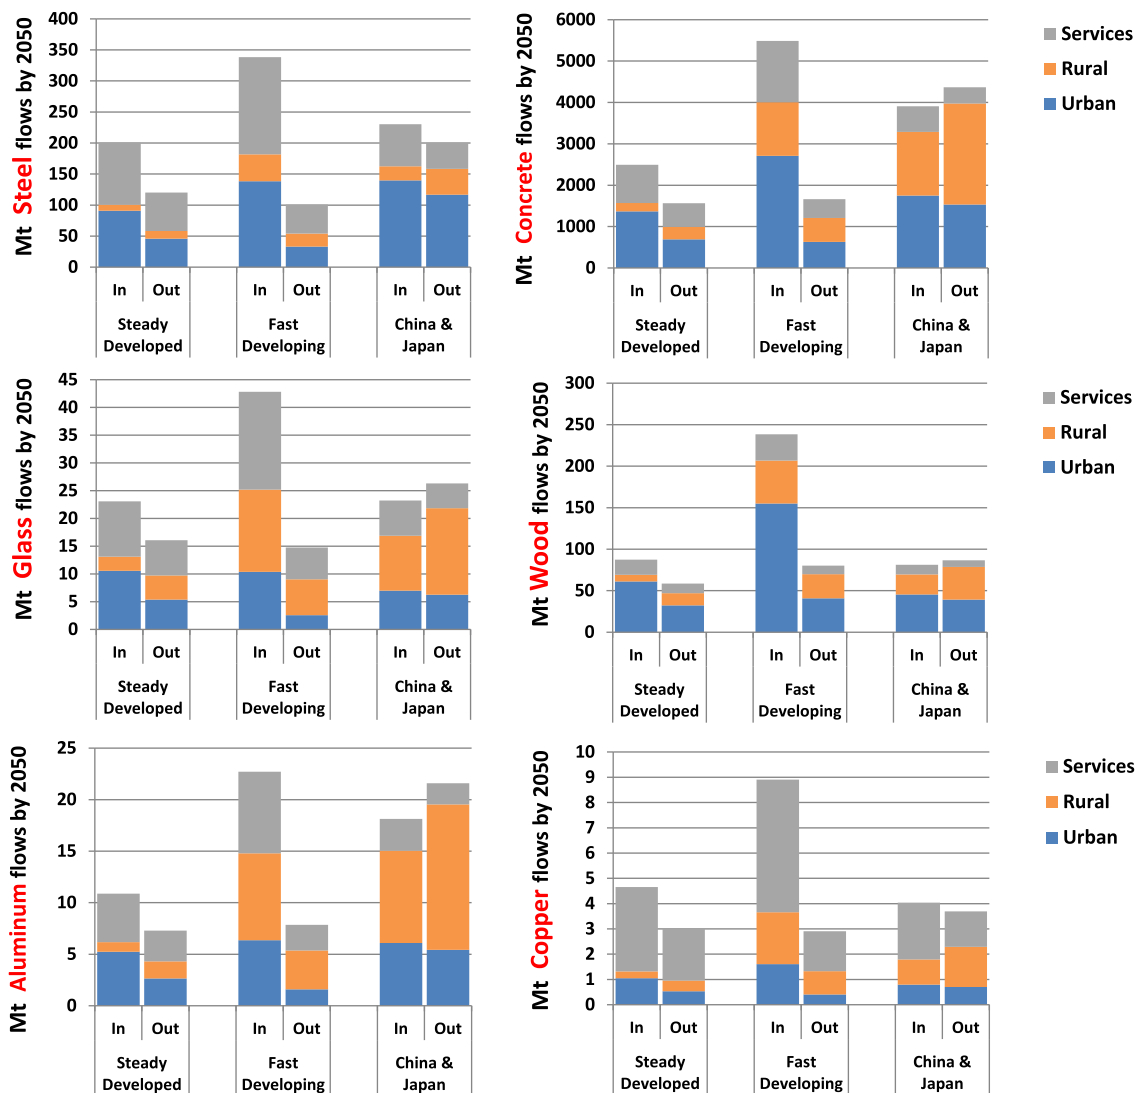 Mt Steel flows by 2050
400
350
300
250
200
150
100
50
0
In Out In Out In Out
Steady Developed
Fast Developing
China & Japan
Mt Concrete flows by 2050
6000
5000
4000
3000
2000
1000
0
In Out In Out In Out
Steady Developed
Fast Developing
China & Japan
Services
Rural
Urban
Mt Glass flows by 2050
45
40
35
30
25
20
15
10
5
0
In Out In Out In Out
Steady Developed
Fast Developing
China & Japan
Mt Wood flows by 2050
300
250
200
150
100
50
0
In Out In Out In Out
Steady Developed
Fast Developing
China & Japan
Services
Rural
Urban
Mt Aluminum flows by 2050
25
20
15
10
5
0
In Out In Out In Out
Steady Developed
Fast Developing
China & Japan
Mt Copper flows by 2050
10
9
8
7
6
5
4
3
2
1
0
In Out In Out In Out
Steady Developed
Fast Developing
China & Japan
Services
Rural
Urban